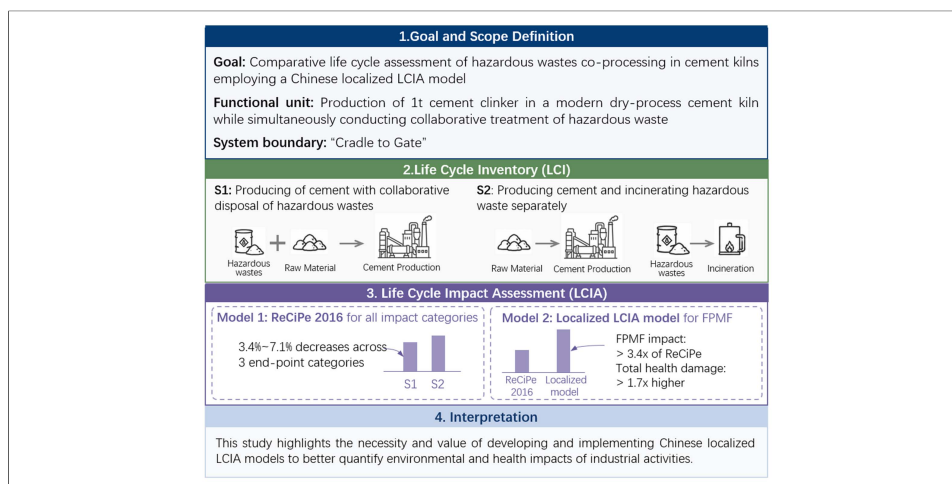 1.Goal and Scope Definition
Goal: Comparative life cycle assessment of hazardous wastes co-processing in cement kilns
employing a Chinese localized LCIA model
Functional unit: Production of 1t cement clinker in a modern dry-process cement kiln
while simultaneously conducting collaborative treatment of hazardous waste
System boundary: “Cradle to Gate”
2.Life Cycle Inventory (LCI)
S1: Producing of cement with collaborative
disposal of hazardous wastes
Hazardous
wastes
Raw Material
Cement Production
S2: Producing cement and incinerating hazardous
waste separately
Raw Material
Cement Production
Hazardous
wastes
Incineration
3. Life Cycle Impact Assessment (LCIA)
Model 1: ReCiPe 2016 for all impact categories
3.4%~7.1% decreases across
3 end-point categories
S1
S2
Model 2: Localized LCIA model for FPMF
ReCiPe
2016
Localized
model
FPMF impact:
> 3.4x of ReCiPe
Total health damage:
> 1.7x higher
4. Interpretation
This study highlights the necessity and value of developing and implementing Chinese localized
LCIA models to better quantify environmental and health impacts of industrial activities.